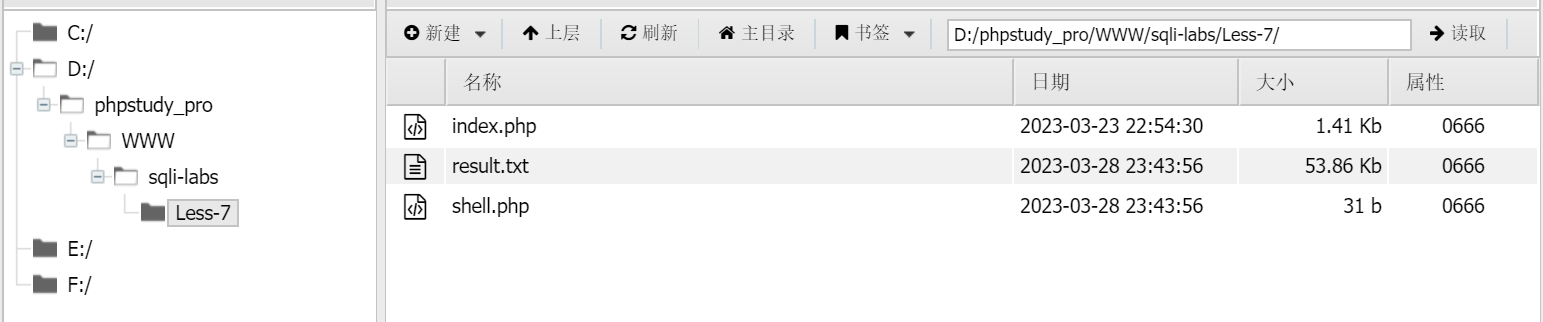 C:/
D:/
phpstudy_pro
WWW
sqli-labs
Less-7
E:/
F:/
新建 上层 刷新 主目录 书签 D:/phpstudy_pro/WWW/sqli-labs/Less-7/ 读取
名称 日期 大小 属性
index.php 2023-03-23 22:54:30 1.41 Kb 0666
result.txt 2023-03-28 23:43:56 53.86 Kb 0666
shell.php 2023-03-28 23:43:56 31 b 0666